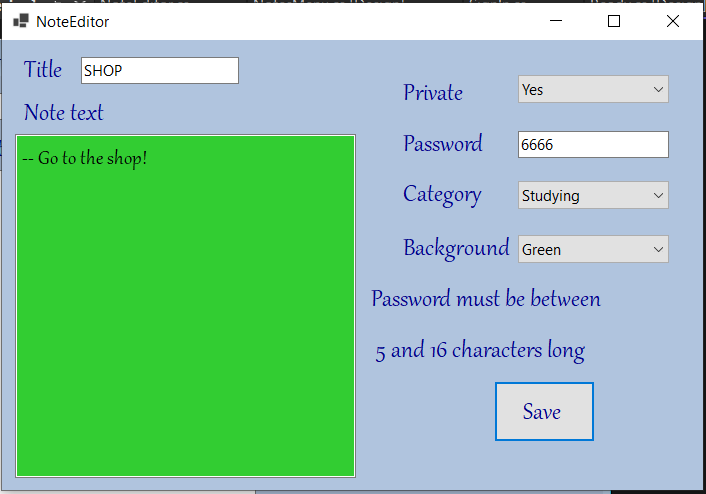 NoteEditor
Title SHOP
Note text
-- Go to the shop!
Private Yes
Password 6666
Category Studying
Background Green
Password must be between
5 and 16 characters long
Save